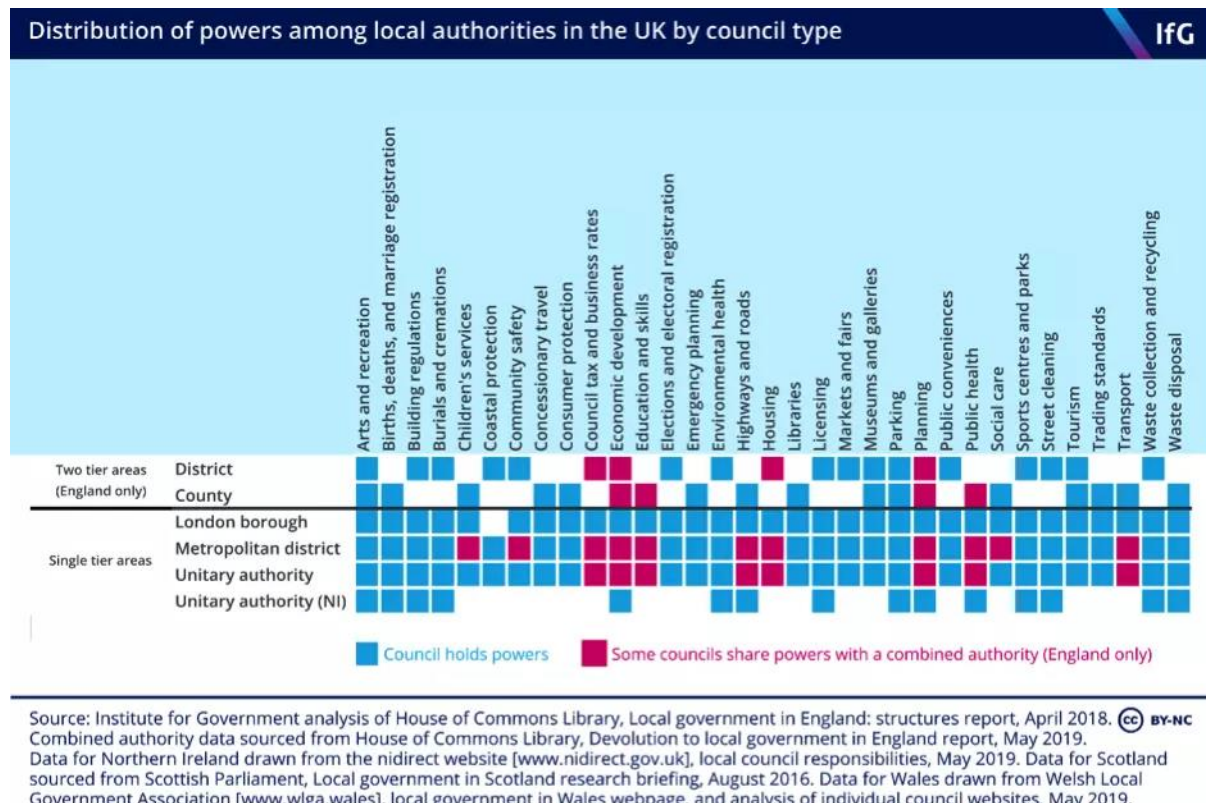 Distribution of powers among local authorities in the UK by council type
IfG
Arts and recreation
Births, deaths, and marriage registration
Building regulations
Burials and cremations
Children's services
Coastal protection
Community safety
Concessionary travel
Consumer protection
Council tax and business rates
Economic development
Education and skills
Elections and electoral registration
Emergency planning
Environmental health
Highways and roads
Housing
Libraries
Licensing
Markets and fairs
Museums and galleries
Parking
Planning
Public conveniences
Public health
Social care
Sports centres and parks
Street cleaning
Tourism
Trading standards
Transport
Waste collection and recycling
Waste disposal
Two tier areas
(England only)
District
County
Single tier areas
London borough
Metropolitan district
Unitary authority
Unitary authority (NI)
Council holds powers
Some councils share powers with a combined authority (England only)
Source: Institute for Government analysis of House of Commons Library, Local government in England: structures report, April 2018. cc BY-NC
Combined authority data sourced from House of Commons Library, Devolution to local government in England report, May 2019.
Data for Northern Ireland drawn from the nidirect website [www.nidirect.gov.uk], local council responsibilities, May 2019. Data for Scotland
sourced from Scottish Parliament, Local government in Scotland research briefing, August 2016. Data for Wales drawn from Welsh Local
Government Association [www.wlga.wales], local government in Wales webpage, and analysis of individual council websites, May 2019